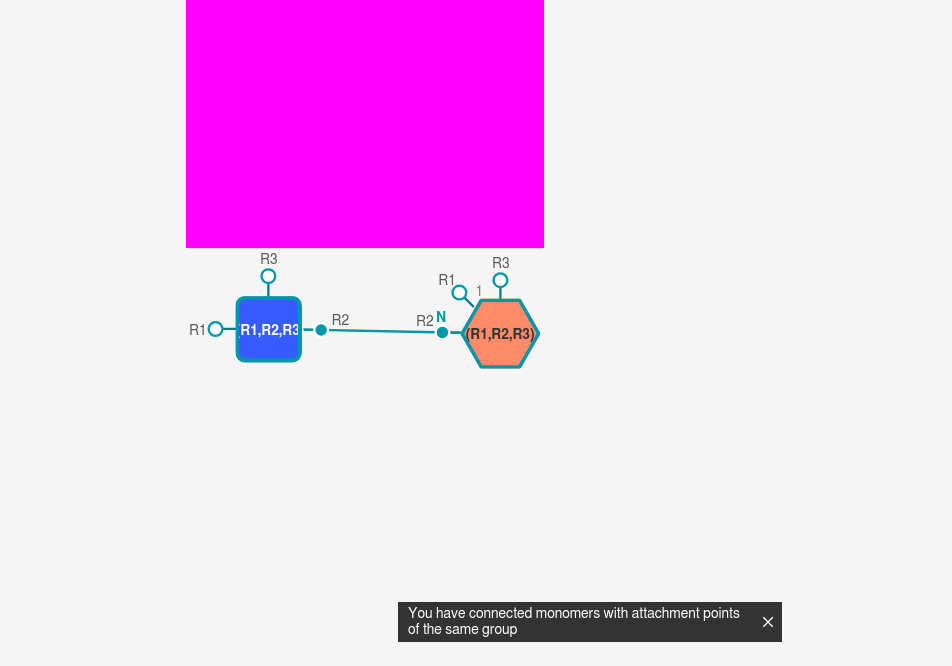 R3
R3
R1
1
R1
R1,R2,R3
R2
R2
N
(R1,R2,R3)
You have connected monomers with attachment points
of the same group